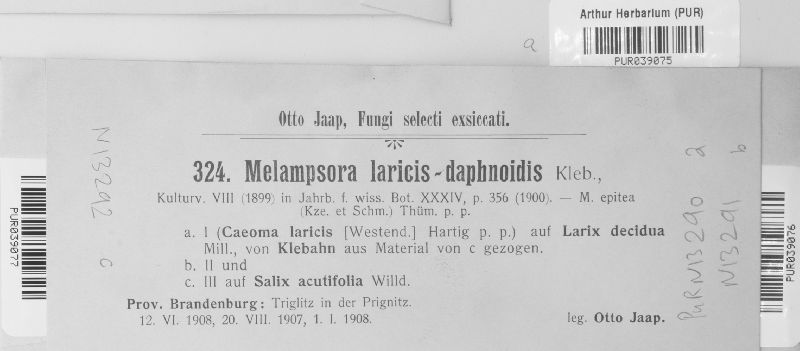 Arthur Herbarium (PUR)
a
PUR039075
Otto Jaap, Fungi selecti exsiccati.
324. Melampsora laricis-daphnoidis Kleb.,
Kulturv. VIII (1899) in Jahrb. f. wiss. Bot. XXXIV, p. 356 (1900). — M. epitea
(Kze. et Schm.) Thüm. p. p.
a. I (Caeoma laricis [Westend.] Hartig p. p.) auf Larix decidua
Mill., von Klebahn aus Material von c gezogen.
b. II und
c. III auf Salix acutifolia Willd.
Prov. Brandenburg: Triglitz in der Prignitz.
12. VI. 1908, 20. VIII. 1907, 1. I. 1908.
leg. Otto Jaap.
PUR039077
N13292 c
PUR N13290 a
N13291 b
PUR039076